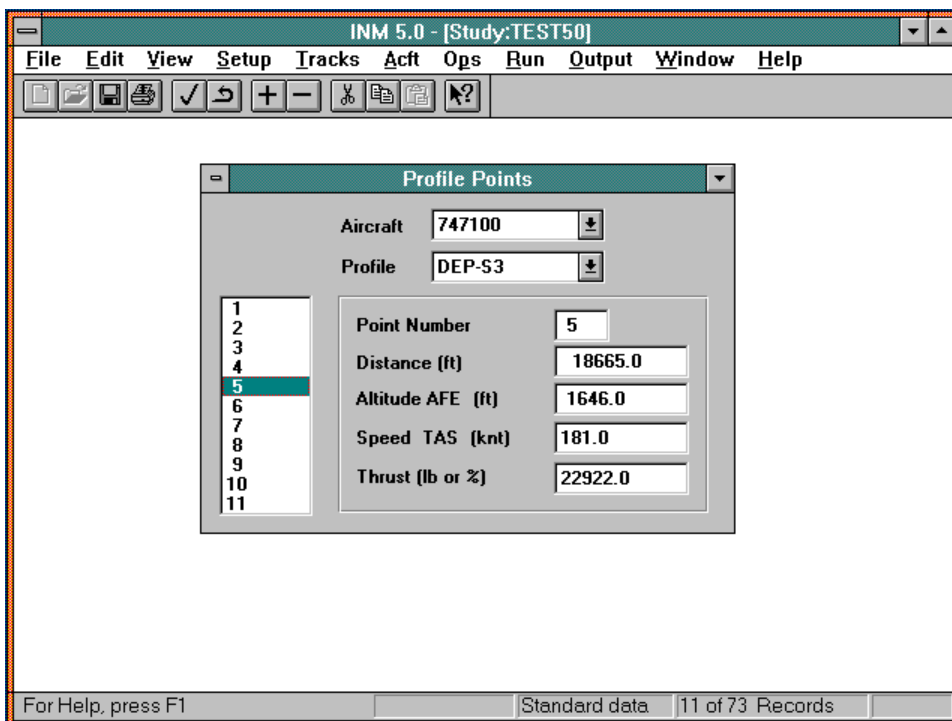 INM 5.0 - [Study:TEST50]
File Edit View Setup Tracks Acft Ops Run Output Window Help
Profile Points
Aircraft 747100
Profile DEP-S3
1
2
3
4
5
6
7
8
9
10
11
Point Number 5
Distance (ft) 18665.0
Altitude AFE (ft) 1646.0
Speed TAS (knt) 181.0
Thrust (lb or %) 22922.0
For Help, press F1 Standard data 11 of 73 Records